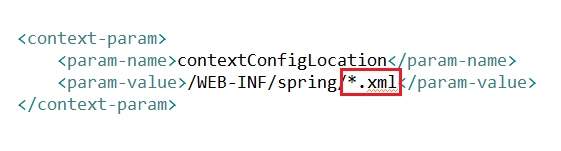 <context-param>
<param-name>contextConfigLocation</param-name>
<param-value>/WEB-INF/spring/*.xml</param-value>
</context-param>